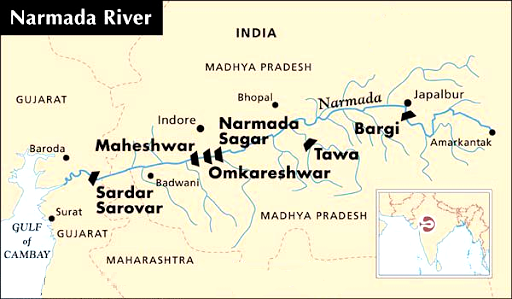 Narmada River
INDIA
MADHYA PRADESH
GUJARAT
Bhopal
Narmada
Japalbur
Indore
Narmada
Sagar
Bargi
Maheshwar
Amarkantak
Baroda
Tawa
Omkareshwar
Badwani
Sardar
Sarovar
Surat
MADHYA PRADESH
GULF
of
CAMBAY
GUJARAT
MAHARASHTRA